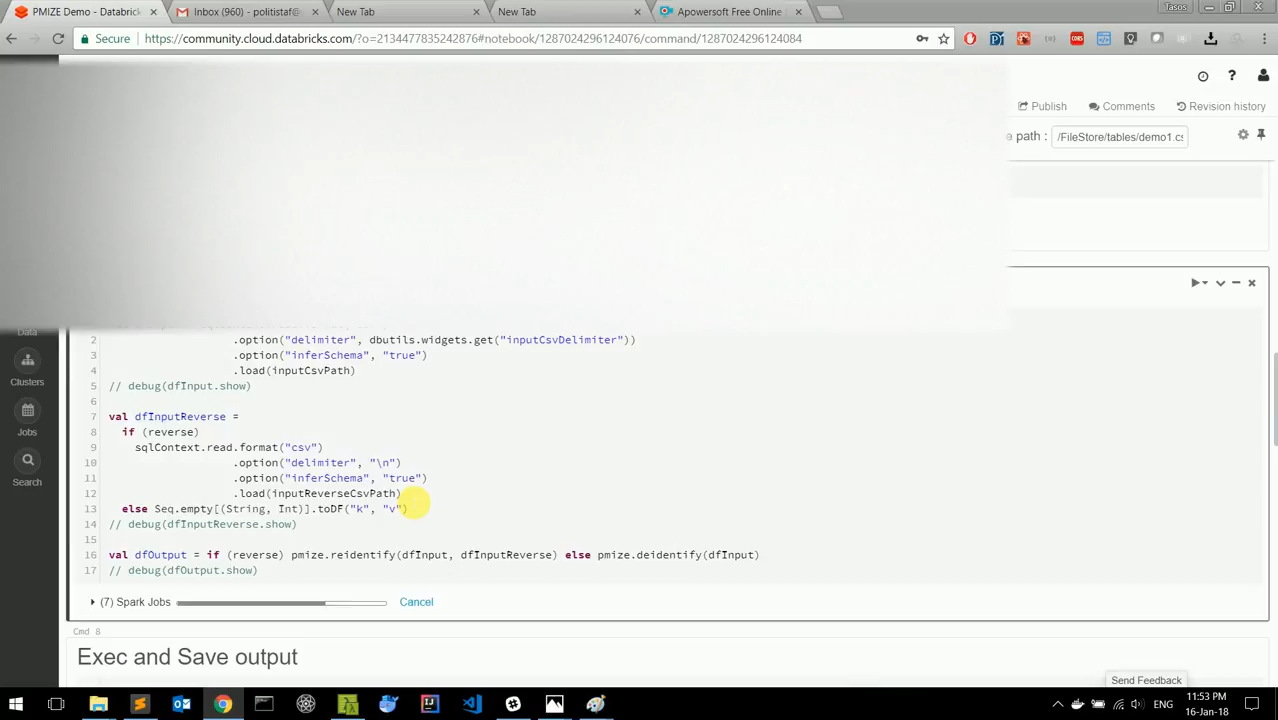 PMIZE Demo - Databric
Inbox (960) - politistaf@
New Tab
New Tab
Apowersoft Free Online
Tasos
Secure
https://community.cloud.databricks.com/?o=2134477835242876#notebook/1287024296124076/command/1287024296124084
Publish
Comments
Revision history
a path :
/FileStore/tables/demo1.cs
Data
Clusters
Jobs
Search
2 .option("delimiter", dbutils.widgets.get("inputCsvDelimiter"))
3 .option("inferSchema", "true")
4 .load(inputCsvPath)
5 // debug(dfInput.show)
6
7 val dfInputReverse =
8 if (reverse)
9 sqlContext.read.format("csv")
10 .option("delimiter", "\n")
11 .option("inferSchema", "true")
12 .load(inputReverseCsvPath)
13 else Seq.empty[(String, Int)].toDF("k", "v")
14 // debug(dfInputReverse.show)
15
16 val dfOutput = if (reverse) pmize.reidentify(dfInput, dfInputReverse) else pmize.deidentify(dfInput)
17 // debug(dfOutput.show)
(7) Spark Jobs
Cancel
Cmd 8
Exec and Save output
Send Feedback
ENG
11:53 PM
16-Jan-18